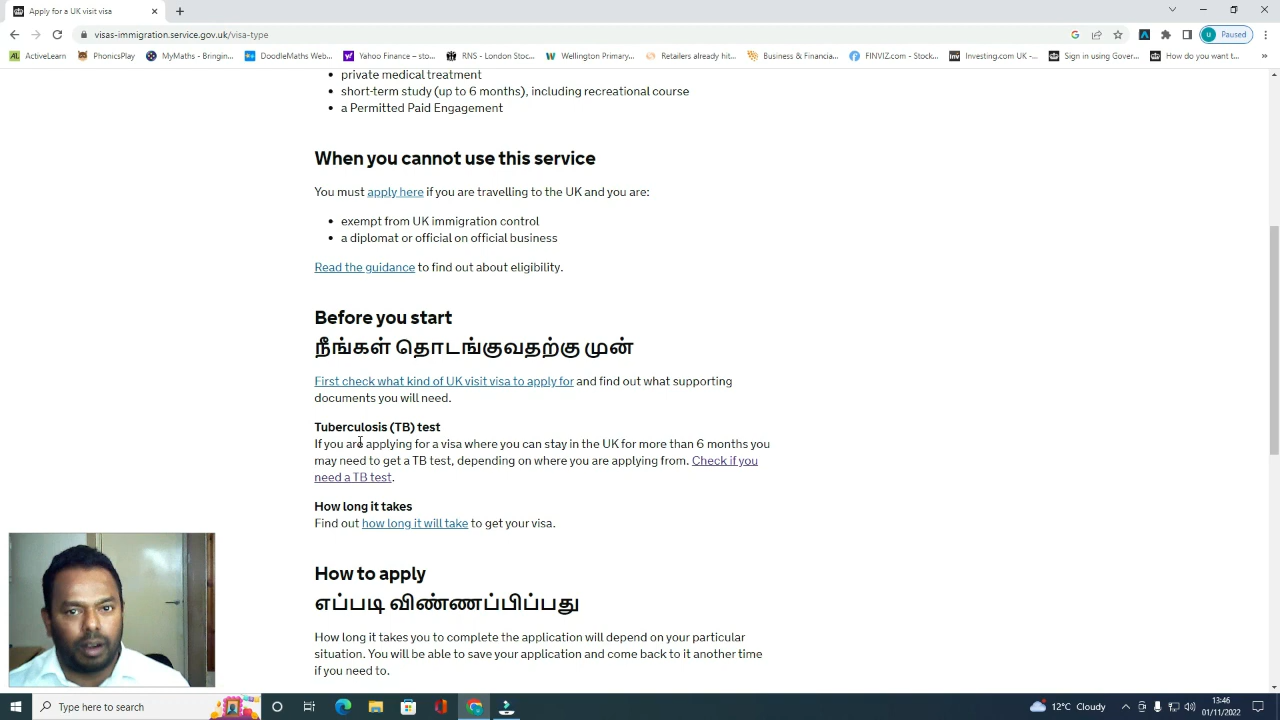 Apply for a UK visit visa
visas-immigration.service.gov.uk/visa-type
Paused
ActiveLearn
PhonicsPlay
MyMaths - Bringin...
DoodleMaths Web...
Yahoo Finance – sto...
RNS - London Stoc...
Wellington Primary...
Retailers already hit...
Business & Financia...
FINVIZ.com - Stock...
Investing.com UK -...
Sign in using Govern...
How do you want t...
private medical treatment
short-term study (up to 6 months), including recreational course
a Permitted Paid Engagement
When you cannot use this service
You must apply here if you are travelling to the UK and you are:
exempt from UK immigration control
a diplomat or official on official business
Read the guidance to find out about eligibility.
Before you start
நீங்கள் தொடங்குவதற்கு முன்
First check what kind of UK visit visa to apply for and find out what supporting
documents you will need.
Tuberculosis (TB) test
If you are applying for a visa where you can stay in the UK for more than 6 months you
may need to get a TB test, depending on where you are applying from. Check if you
need a TB test.
How long it takes
Find out how long it will take to get your visa.
How to apply
எப்படி விண்ணப்பிப்பது
How long it takes you to complete the application will depend on your particular
situation. You will be able to save your application and come back to it another time
if you need to.
Type here to search
12°C Cloudy
13:46
01/11/2022